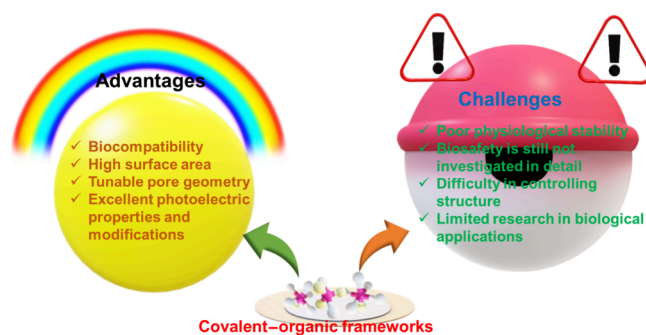 Advantages
✓ Biocompatibility
✓ High surface area
✓ Tunable pore geometry
✓ Excellent photoelectric
properties and
modifications
Challenges
✓ Poor physiological stability
✓ Biosafety is still not
investigated in detail
✓ Difficulty in controlling
structure
✓ Limited research in biological
applications
Covalent–organic frameworks